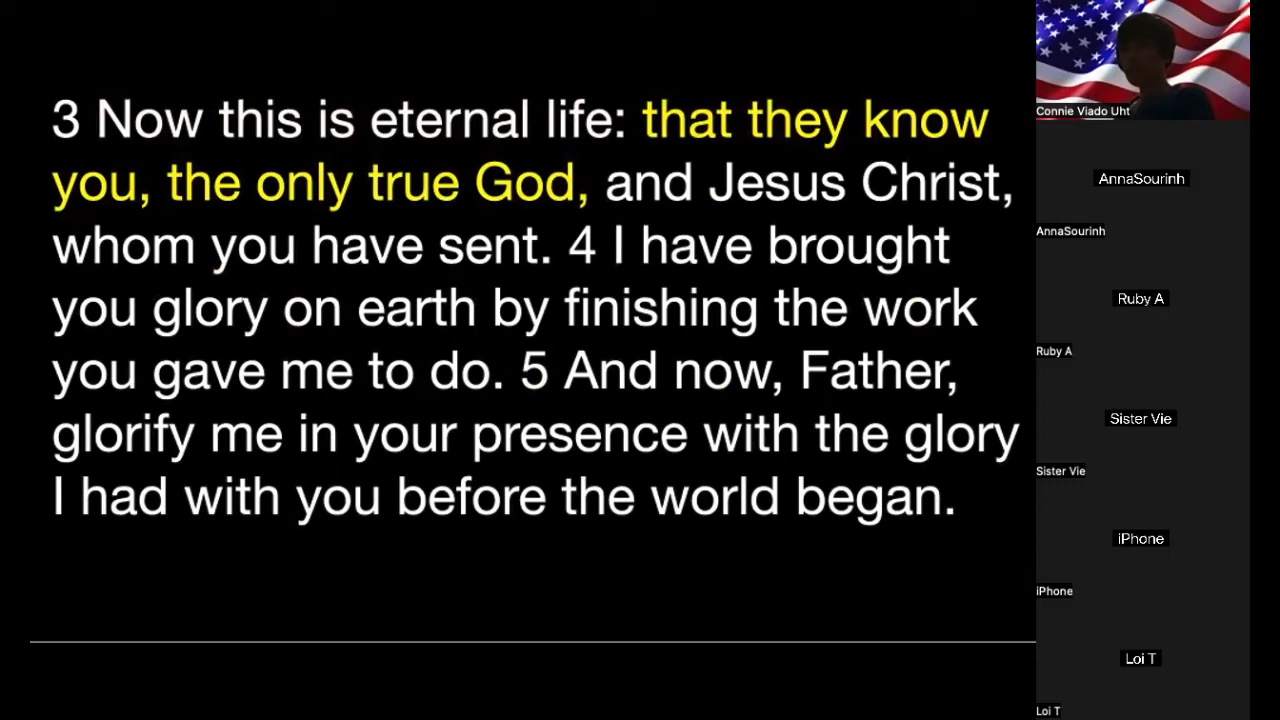 3 Now this is eternal life: that they know
you, the only true God, and Jesus Christ,
whom you have sent. 4 I have brought
you glory on earth by finishing the work
you gave me to do. 5 And now, Father,
glorify me in your presence with the glory
I had with you before the world began.
Connie Viado Uht
AnnaSourinh
AnnaSourinh
Ruby A
Ruby A
Sister Vie
Sister Vie
iPhone
iPhone
Loi T
Loi T